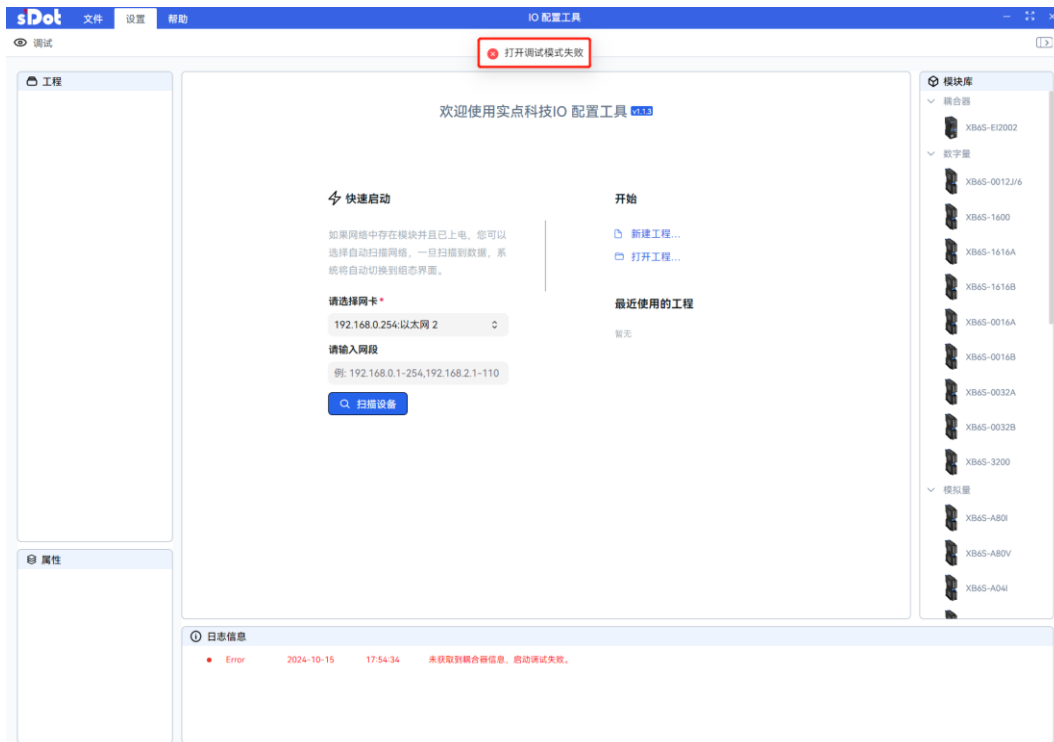 sDot 文件 设置 帮助 IO 配置工具
调试
打开调试模式失败
工程
欢迎使用实点科技IO 配置工具 v1.1.3
快速启动
如果网络中存在模块并且已上电，您可以
选择自动扫描网络，一旦扫描到数据，系
统将自动切换到组态界面。
请选择网卡*
192.168.0.254:以太网 2
请输入网段
例: 192.168.0.1-254,192.168.2.1-110
扫描设备
开始
新建工程...
打开工程...
最近使用的工程
暂无
模块库
耦合器
XB6S-EI2002
数字量
XB6S-0012J/6
XB6S-1600
XB6S-1616A
XB6S-1616B
XB6S-0016A
XB6S-0016B
XB6S-0032A
XB6S-0032B
XB6S-3200
模拟量
XB6S-A80I
XB6S-A80V
XB6S-A04I
属性
日志信息
Error 2024-10-15 17:54:34 未获取到耦合器信息，启动调试失败。